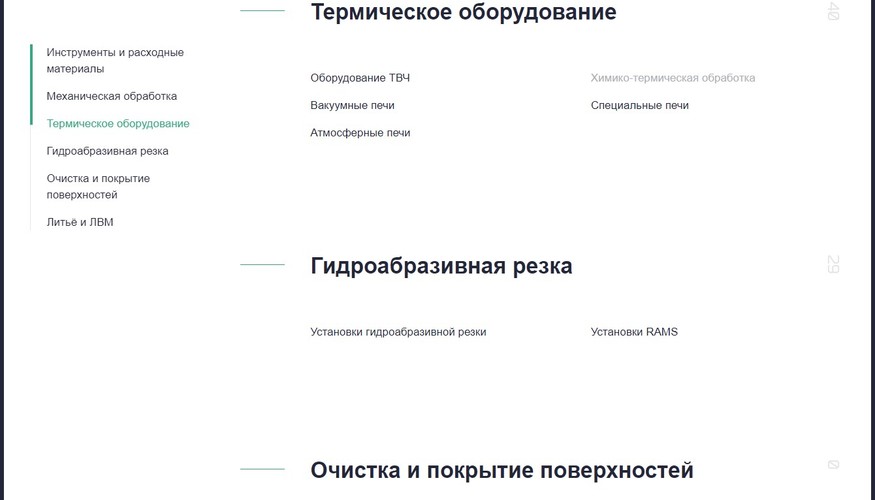 Термическое оборудование
40
Инструменты и расходные
материалы
Механическая обработка
Термическое оборудование
Гидроабразивная резка
Очистка и покрытие
поверхностей
Литьё и ЛВМ
Оборудование ТВЧ
Химико-термическая обработка
Вакуумные печи
Специальные печи
Атмосферные печи
Гидроабразивная резка
29
Установки гидроабразивной резки
Установки RAMS
Очистка и покрытие поверхностей
0